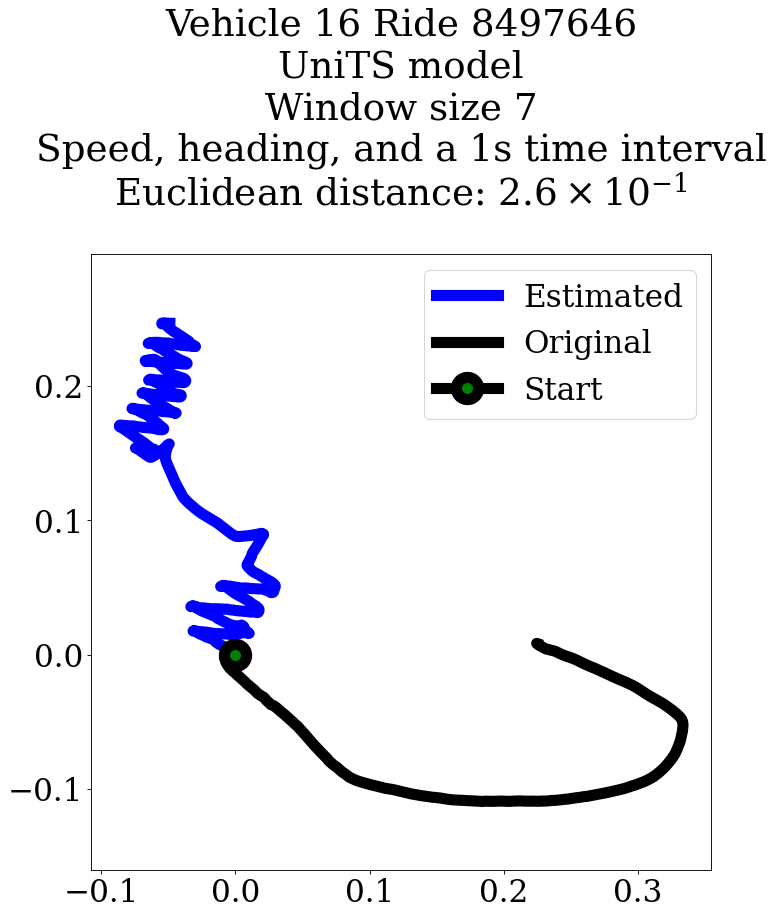 Vehicle 16 Ride 8497646
UniTS model
Window size 7
Speed, heading, and a 1s time interval
Euclidean distance: 2.6 × 10⁻¹
Estimated
Original
Start
0.2
0.1
0.0
−0.1
−0.1 0.0 0.1 0.2 0.3